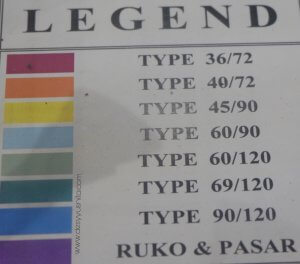 LEGEND
TYPE 36/72
TYPE 40/72
TYPE 45/90
TYPE 60/90
TYPE 60/120
TYPE 69/120
TYPE 90/120
RUKO & PASAR